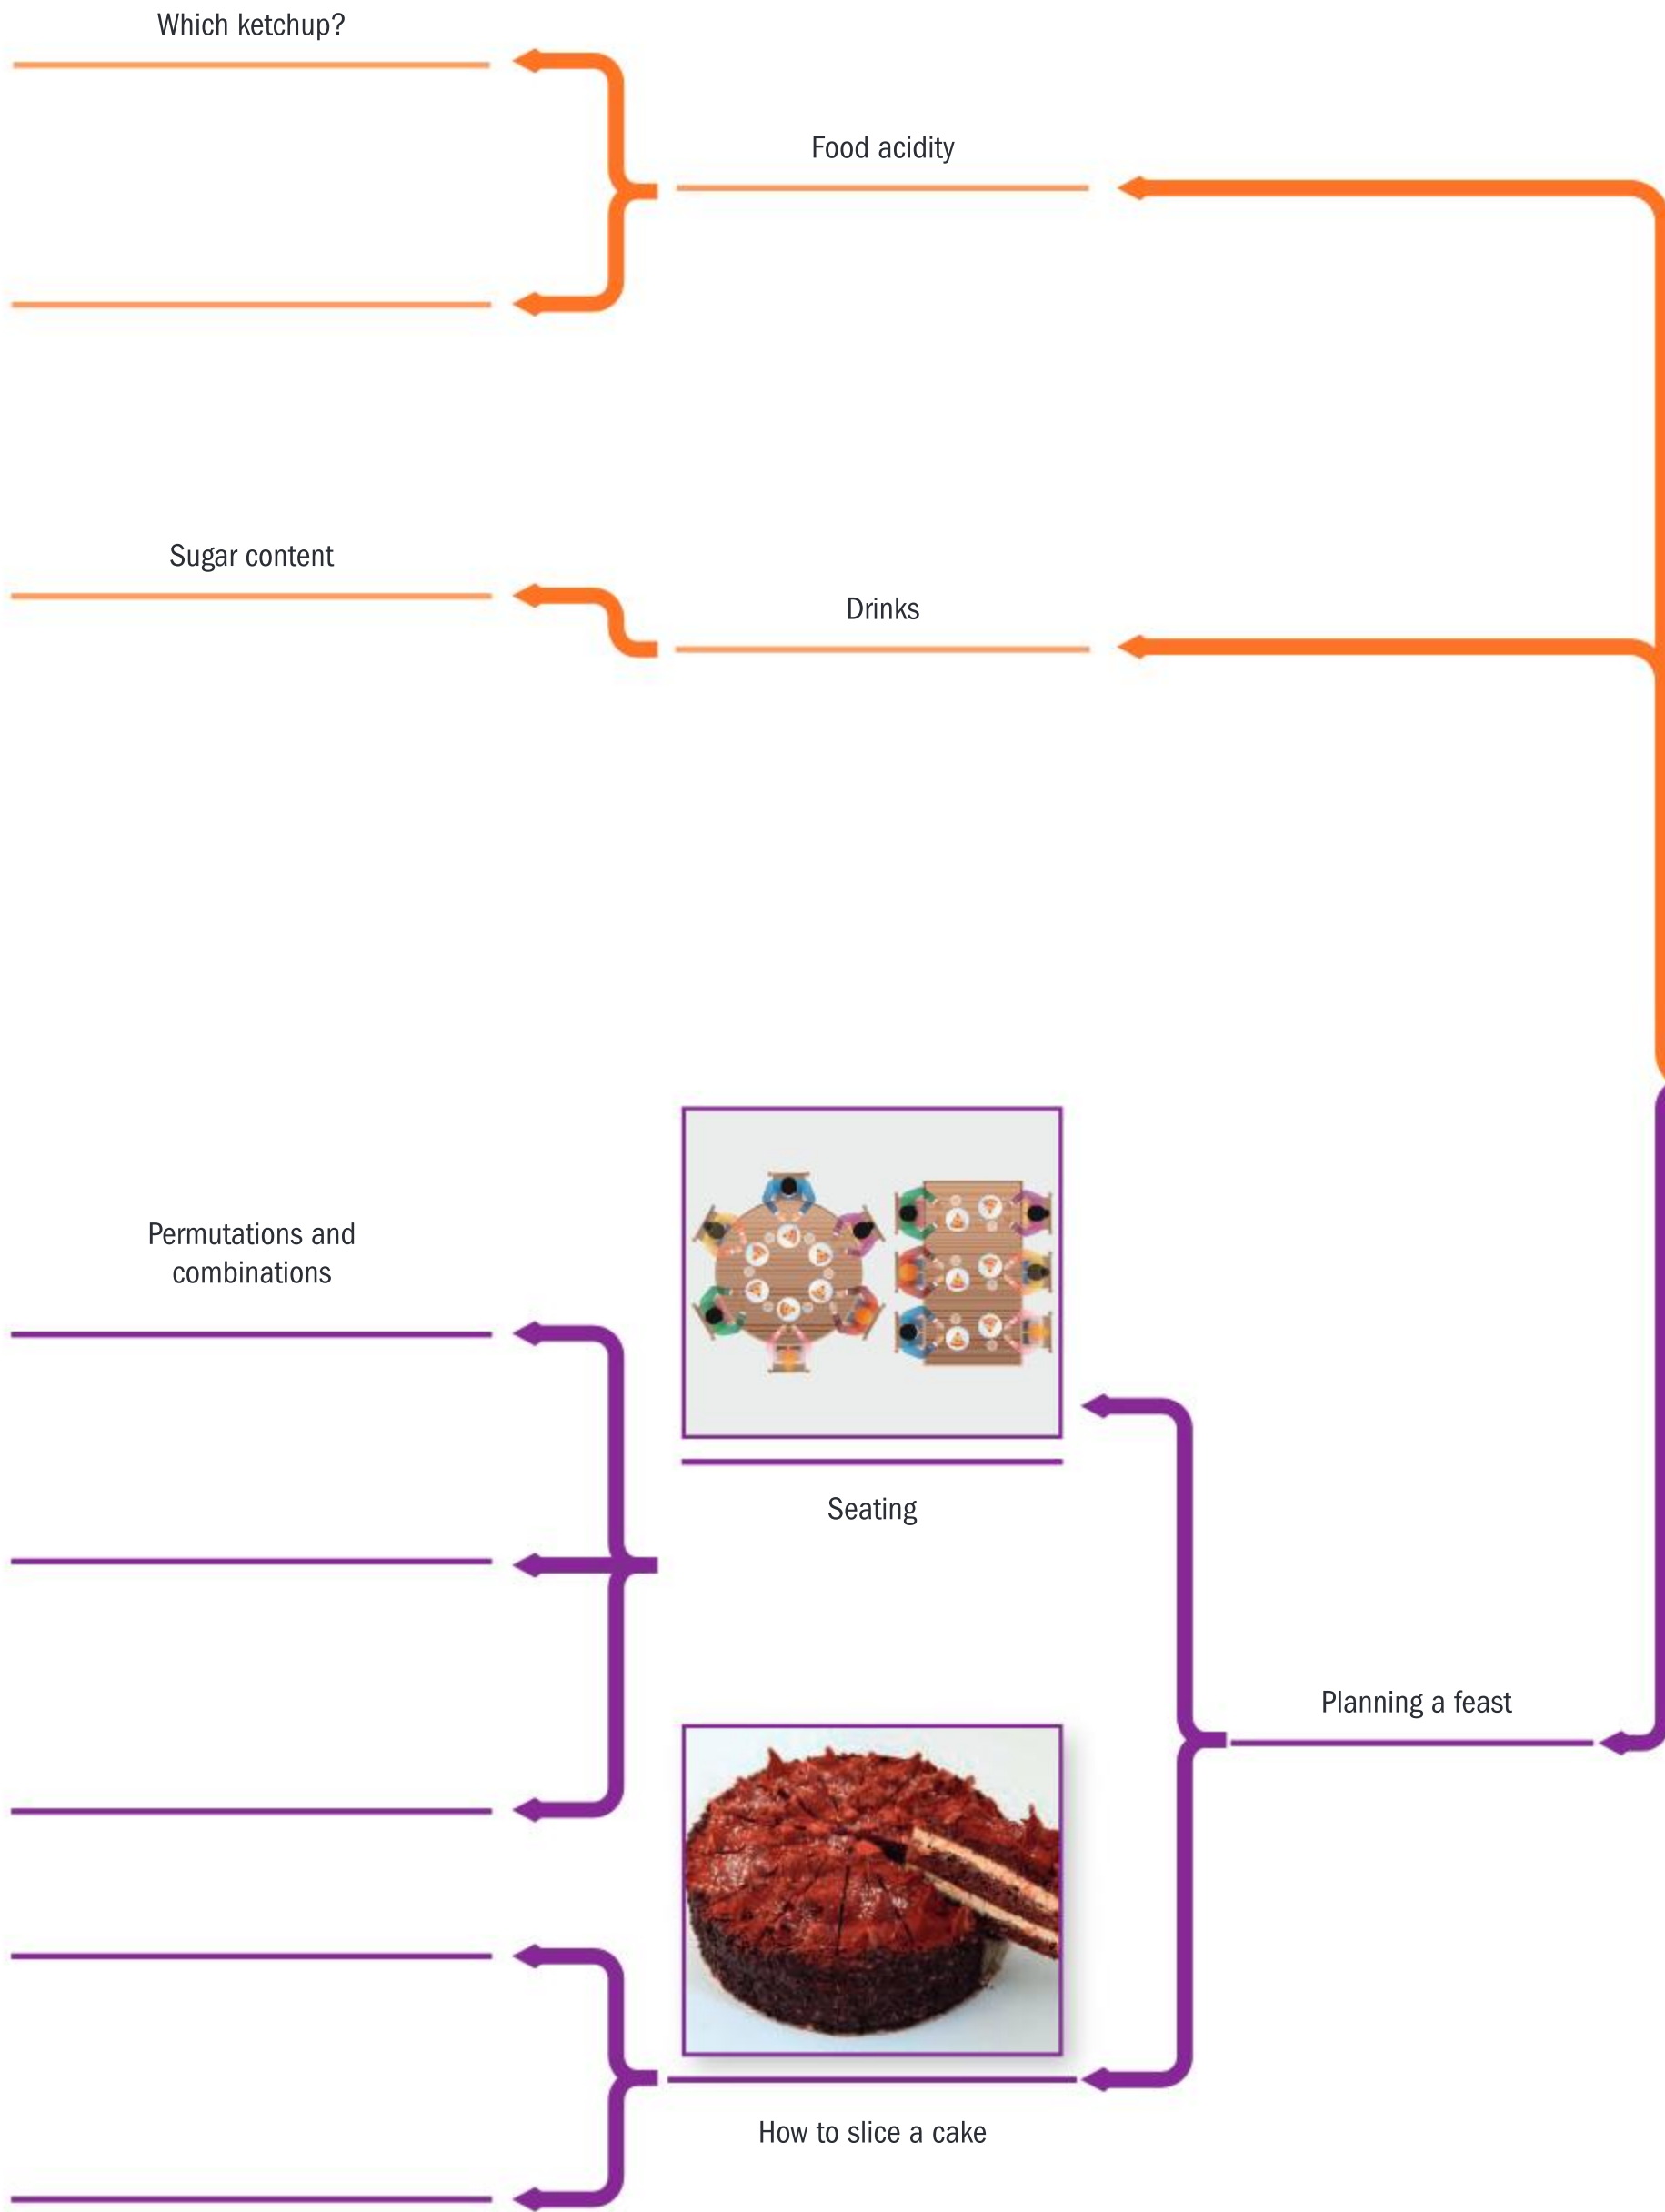 Which ketchup?
Food acidity
Sugar content
Drinks
Permutations and
combinations
Seating
Planning a feast
How to slice a cake